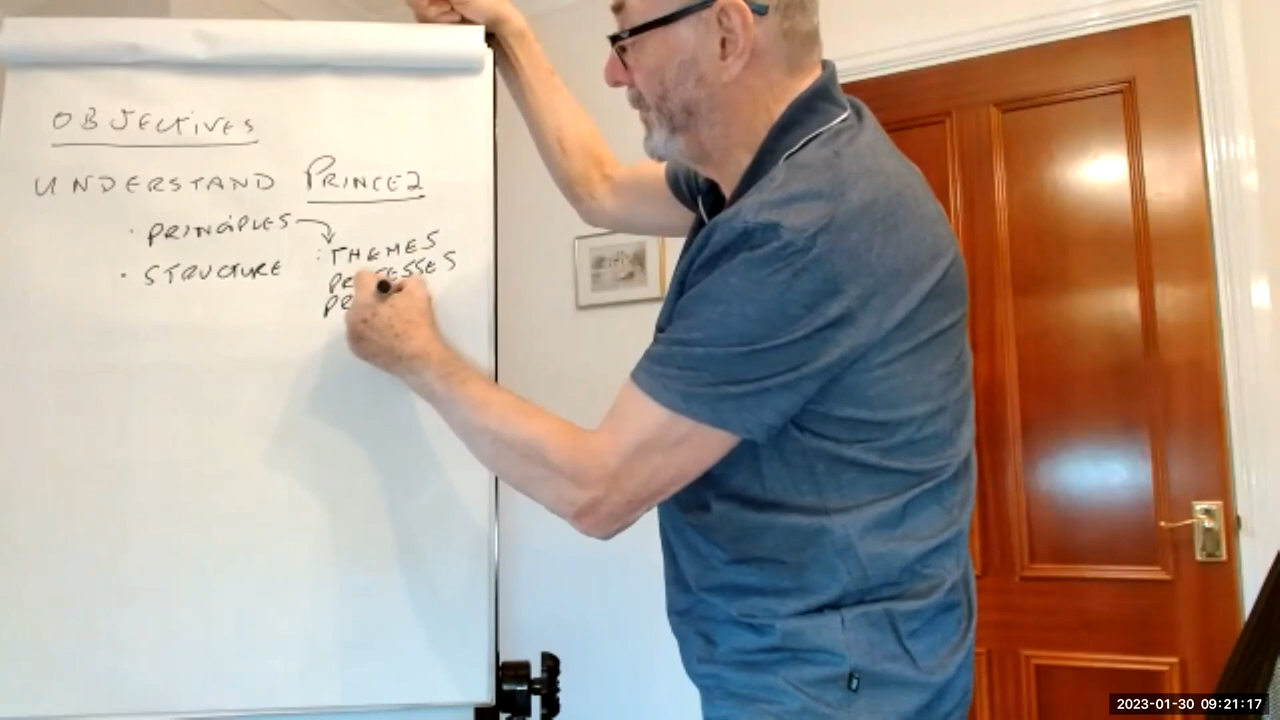 OBJECTIVES
UNDERSTAND PRINCE2
· PRINCIPLES
: THEMES
· STRUCTURE
2023-01-30 09:21:17